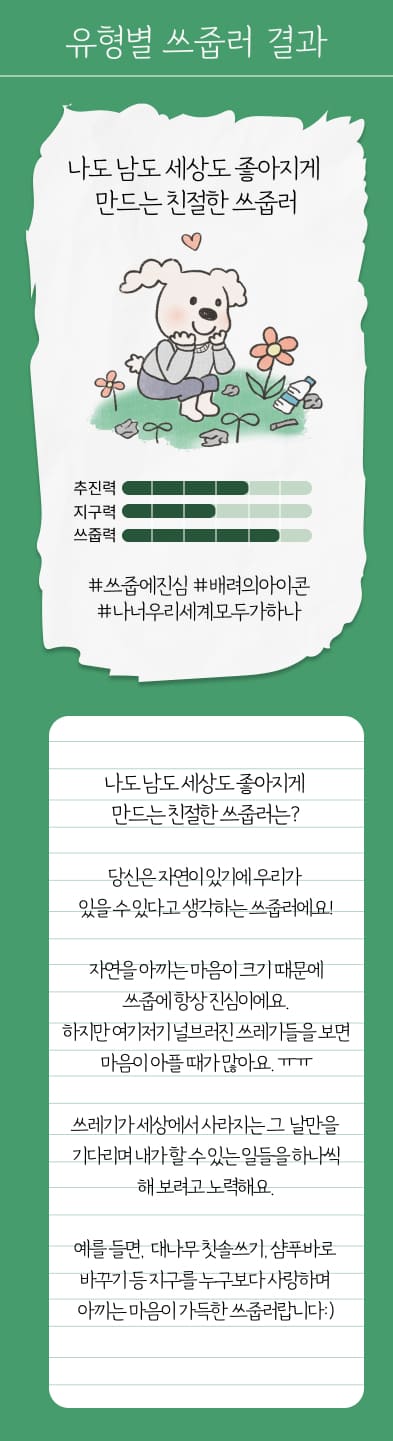 유형별 쓰줍러 결과
나도 남도 세상도 좋아지게
만드는 친절한 쓰줍러
추진력
지구력
쓰줍력
#쓰줍에진심 #배려의아이콘
#나너우리세계모두가하나
나도 남도 세상도 좋아지게
만드는 친절한 쓰줍러는?
당신은 자연이 있기에 우리가
있을 수 있다고 생각하는 쓰줍러에요!
자연을 아끼는 마음이 크기 때문에
쓰줍에 항상 진심이에요.
하지만 여기저기 널브러진 쓰레기들을 보면
마음이 아플 때가 많아요. ㅠㅠ
쓰레기가 세상에서 사라지는 그 날만을
기다리며 내가 할 수 있는 일들을 하나씩
해 보려고 노력해요.
예를 들면, 대나무 칫솔쓰기, 샴푸바로
바꾸기 등 지구를 누구보다 사랑하며
아끼는 마음이 가득한 쓰줍러랍니다:)